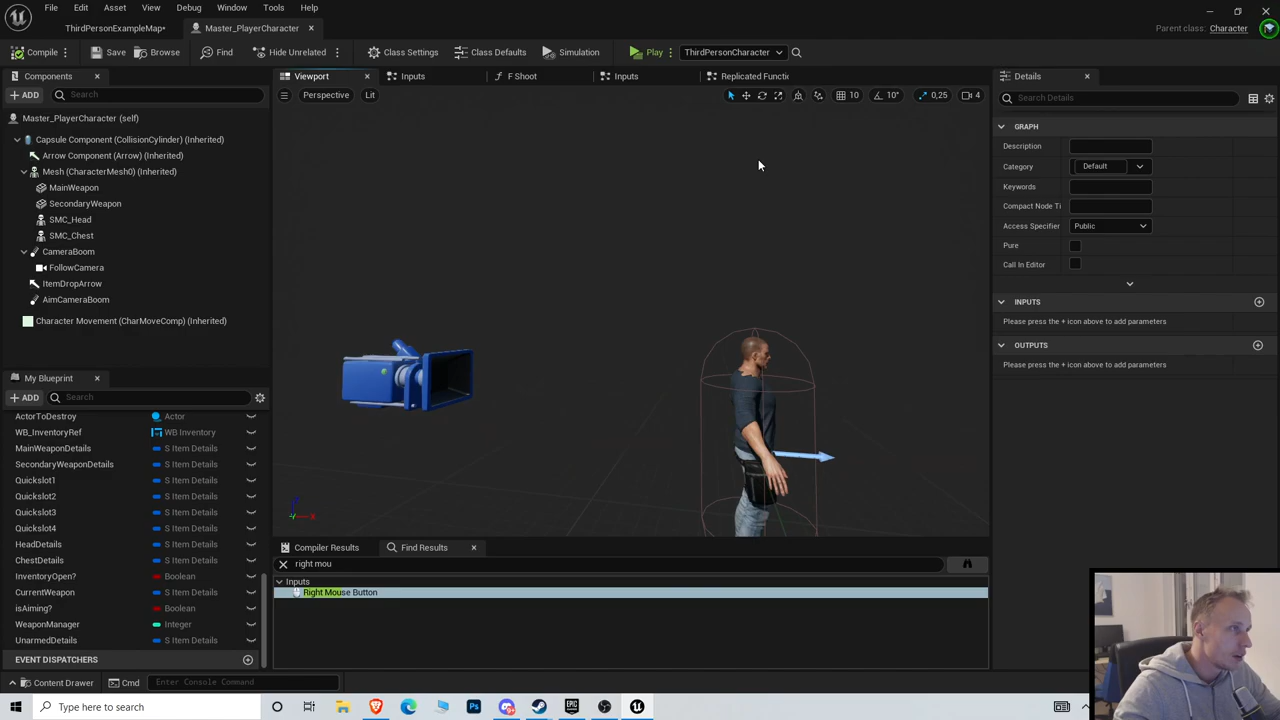 File Edit Asset View Debug Window Tools Help
ThirdPersonExampleMap*
Master_PlayerCharacter
Parent class: Character
Compile
Save
Browse
Find
Hide Unrelated
Class Settings
Class Defaults
Simulation
Play
ThirdPersonCharacter
Components
Viewport
Inputs
F Shoot
Inputs
Replicated Functi
Details
ADD
Search
Perspective
Lit
10
10°
0,25
4
Search Details
Master_PlayerCharacter (self)
Capsule Component (CollisionCylinder) (Inherited)
Arrow Component (Arrow) (Inherited)
Mesh (CharacterMesh0) (Inherited)
MainWeapon
SecondaryWeapon
SMC_Head
SMC_Chest
CameraBoom
FollowCamera
ItemDropArrow
AimCameraBoom
Character Movement (CharMoveComp) (Inherited)
GRAPH
Description
Category Default
Keywords
Compact Node Ti
Access Specifier Public
Pure
Call In Editor
INPUTS
Please press the + icon above to add parameters
OUTPUTS
Please press the + icon above to add parameters
My Blueprint
ADD
Search
ActorToDestroy Actor
WB_InventoryRef WB Inventory
MainWeaponDetails S Item Details
SecondaryWeaponDetails S Item Details
Quickslot1 S Item Details
Quickslot2 S Item Details
Quickslot3 S Item Details
Quickslot4 S Item Details
HeadDetails S Item Details
ChestDetails S Item Details
InventoryOpen? Boolean
CurrentWeapon S Item Details
isAiming? Boolean
WeaponManager Integer
UnarmedDetails S Item Details
EVENT DISPATCHERS
Compiler Results
Find Results
right mou
Inputs
Right Mouse Button
Content Drawer
Cmd
Enter Console Command
Type here to search